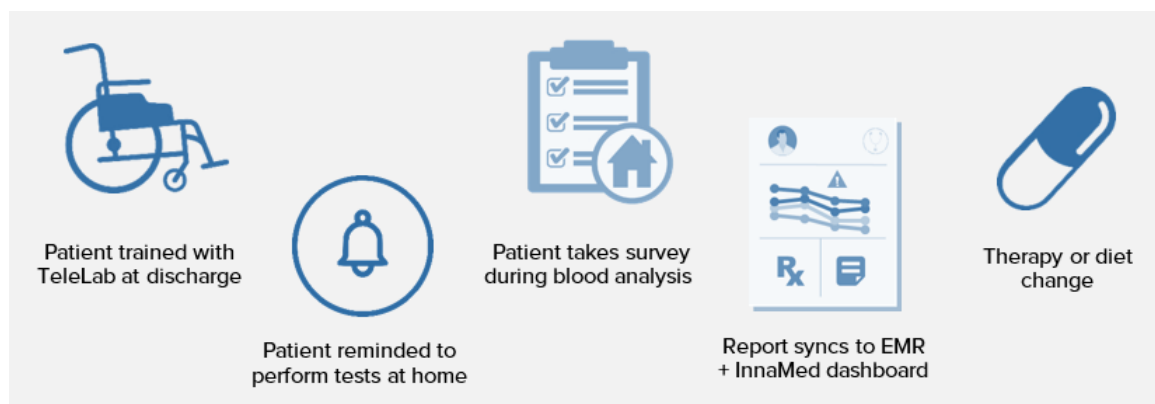 Patient trained with
TeleLab at discharge
Patient reminded to
perform tests at home
Patient takes survey
during blood analysis
Rx
Report syncs to EMR
+ InnaMed dashboard
Therapy or diet
change